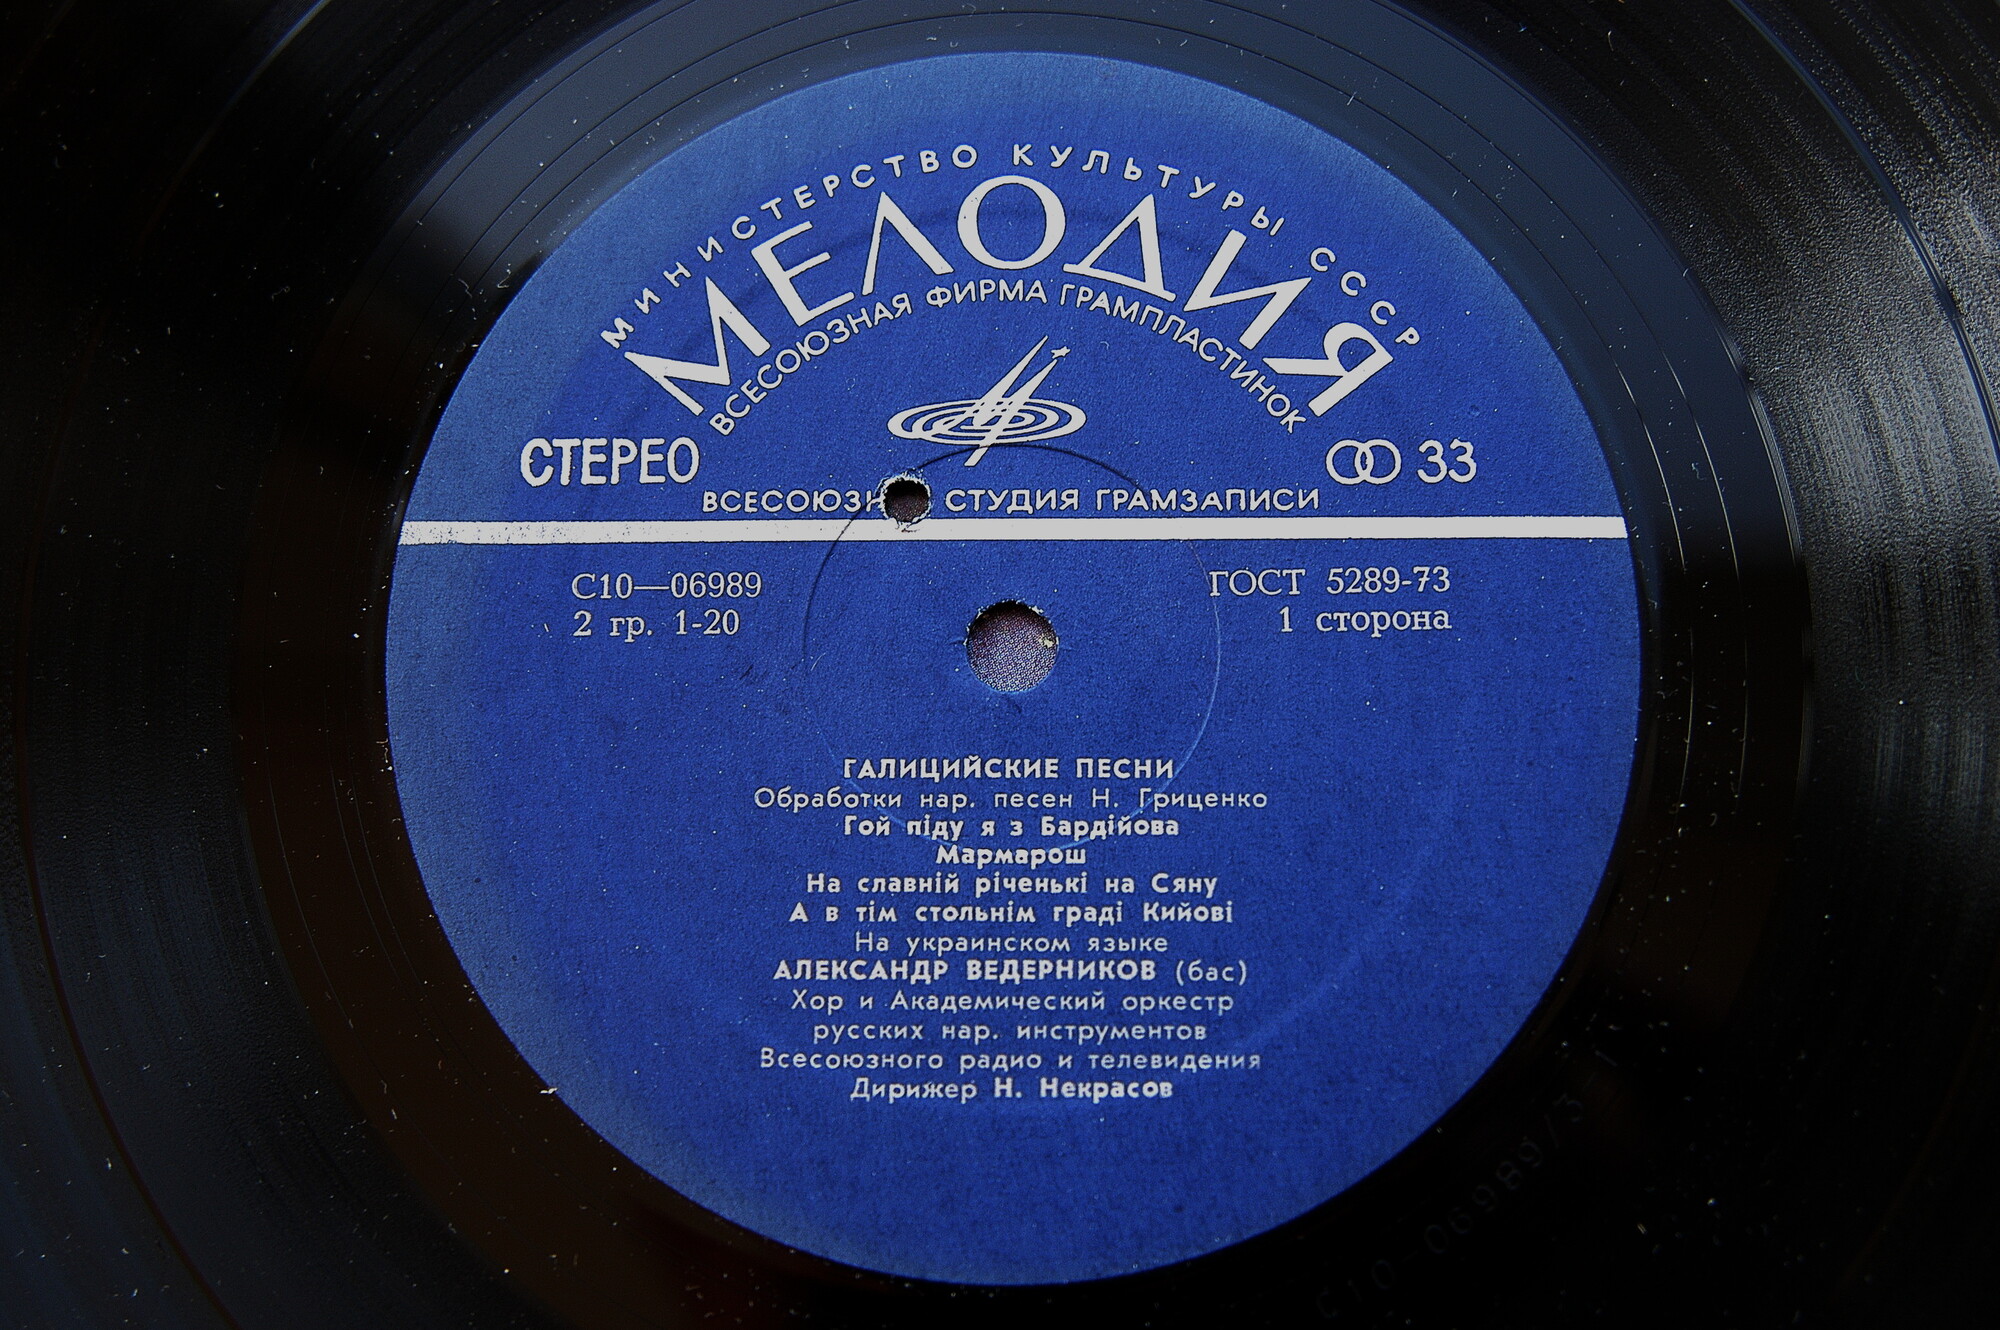 МИНИСТЕРСТВО КУЛЬТУРЫ СССР
МЕЛОДИЯ
ВСЕСОЮЗНАЯ ФИРМА ГРАМПЛАСТИНОК
СТЕРЕО
33
СТУДИЯ ГРАМЗАПИСИ
С10—06989
2 гр. 1-20
ГОСТ 5289-73
1 сторона
ГАЛИЦИЙСКИЕ ПЕСНИ
Обработки нар. песен Н. Гриценко
Гой піду я з Бардійова
Мармарош
На славній річенькі на Сяну
А в тім стольнім граді Кийові
На украинском языке
АЛЕКСАНДР ВЕДЕРНИКОВ (бас)
Хор и Академический оркестр
русских нар. инструментов
Всесоюзного радио и телевидения
Дирижер Н. Некрасов